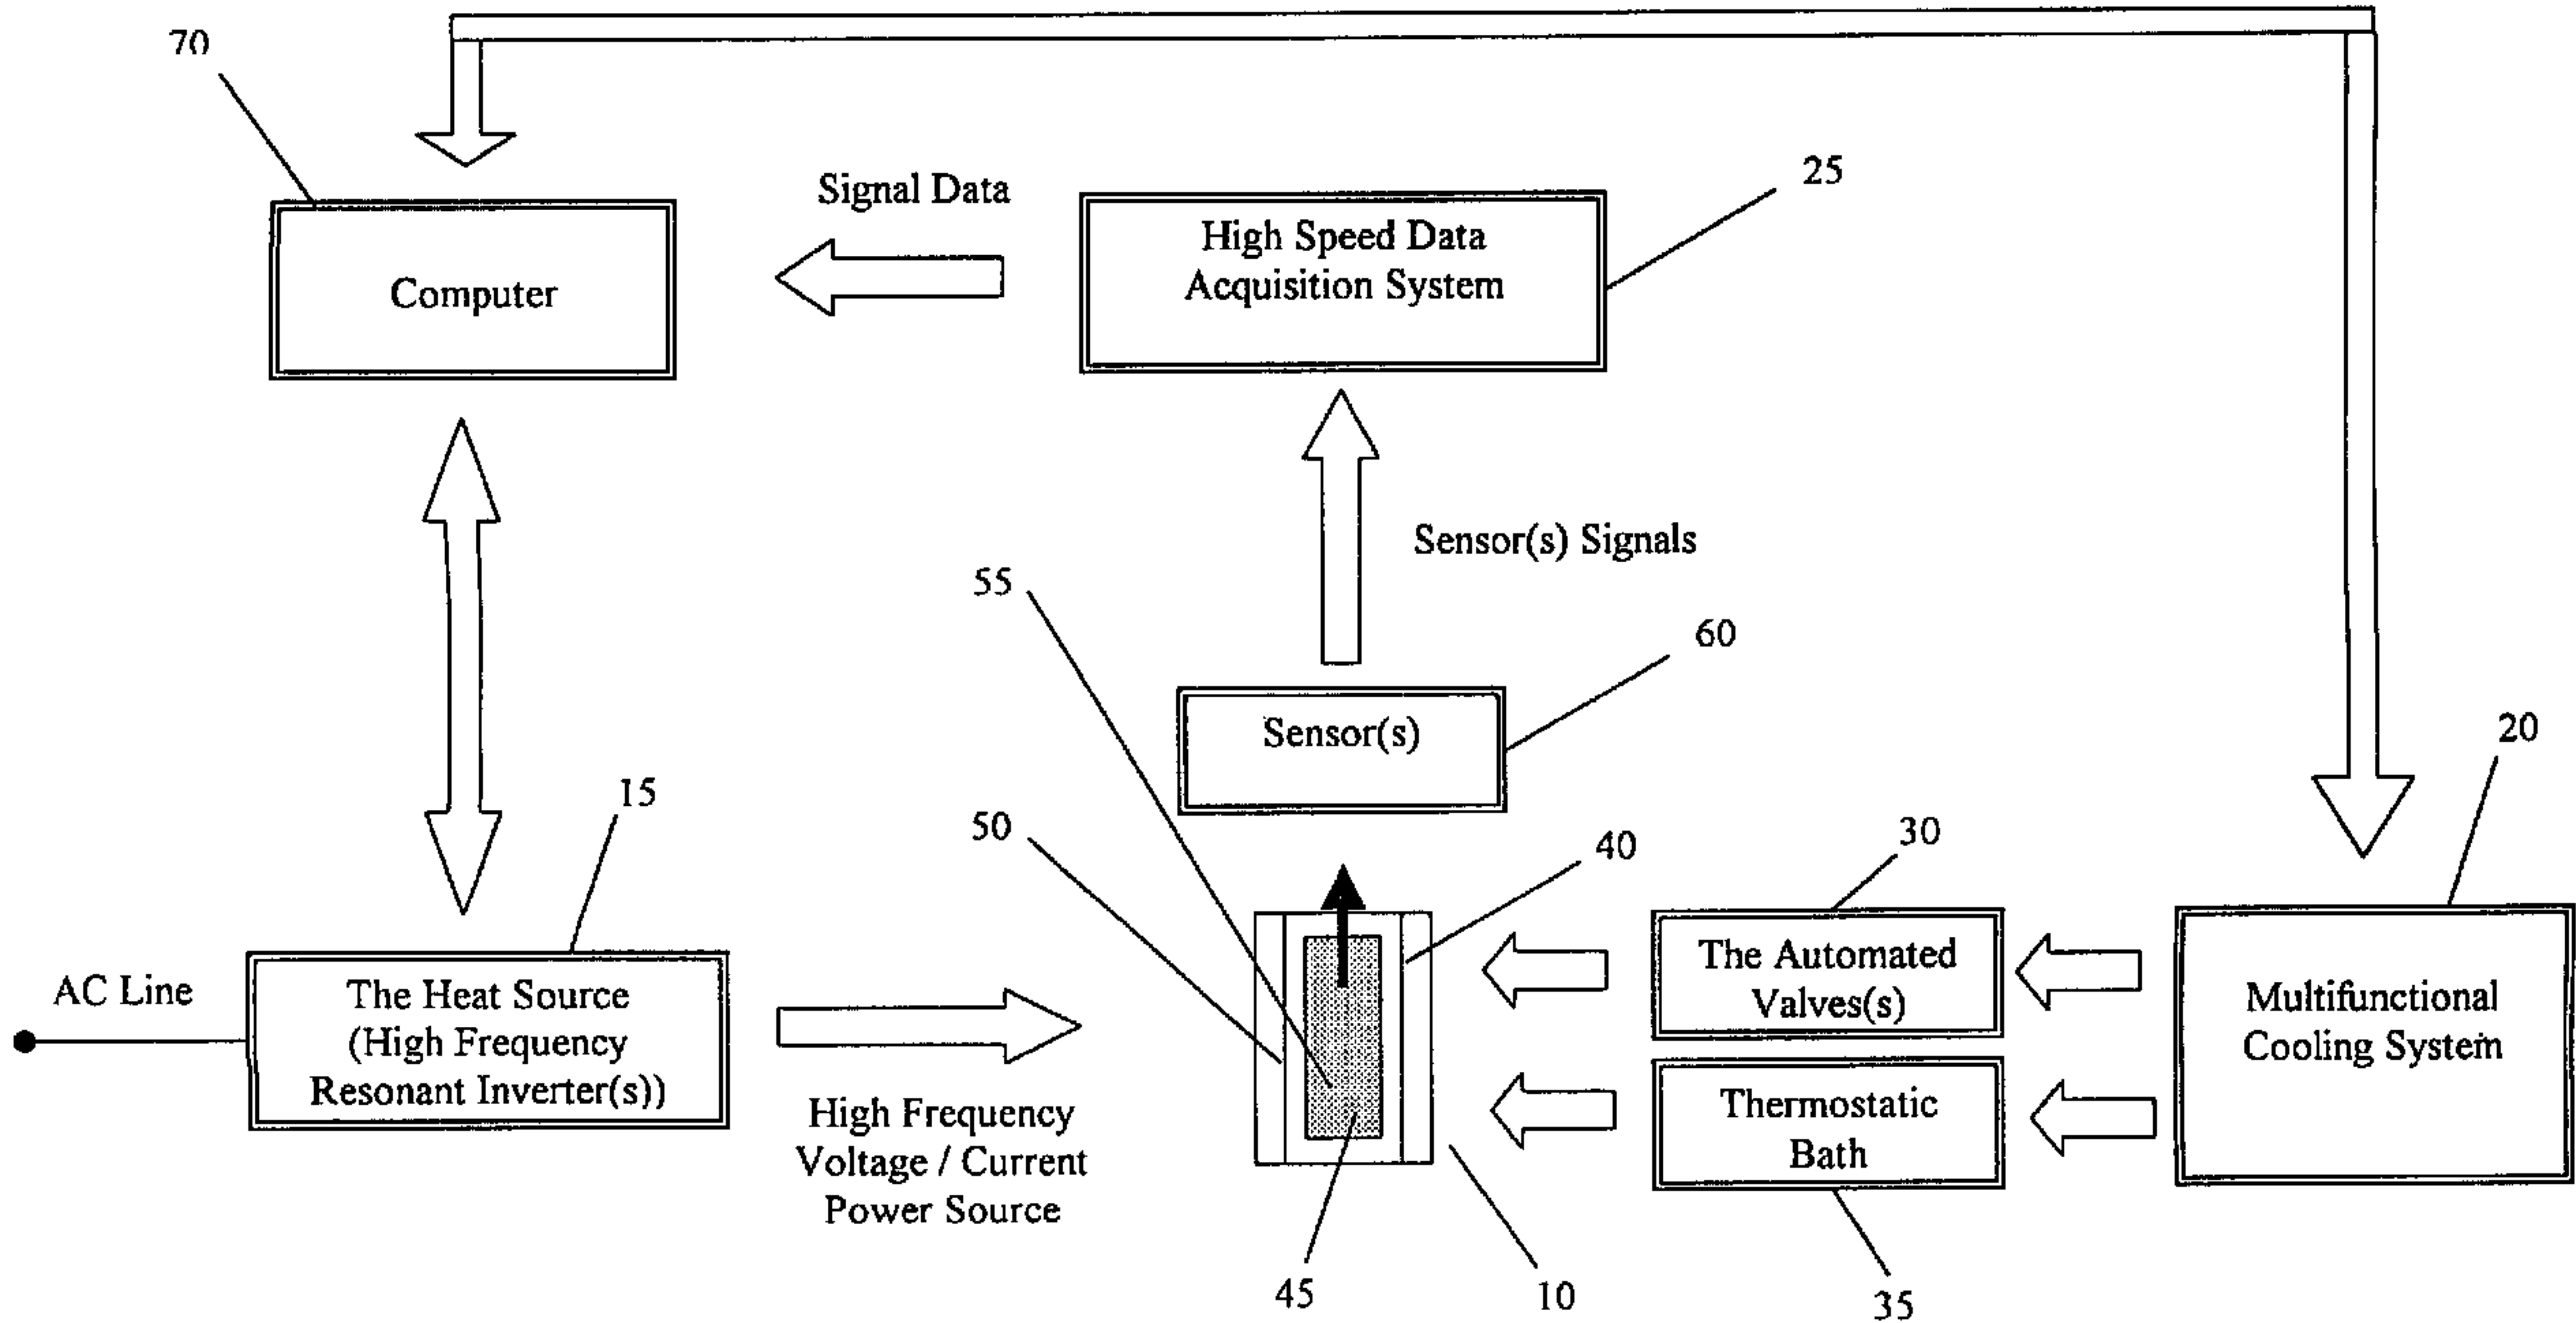 70
Signal Data
25
Computer
High Speed Data
Acquisition System
Sensor(s) Signals
55
60
Sensor(s)
20
15
50
30
40
AC Line
The Heat Source
(High Frequency
Resonant Inverter(s))
High Frequency
Voltage / Current
Power Source
The Automated
Valves(s)
Thermostatic
Bath
Multifunctional
Cooling System
45
10
35